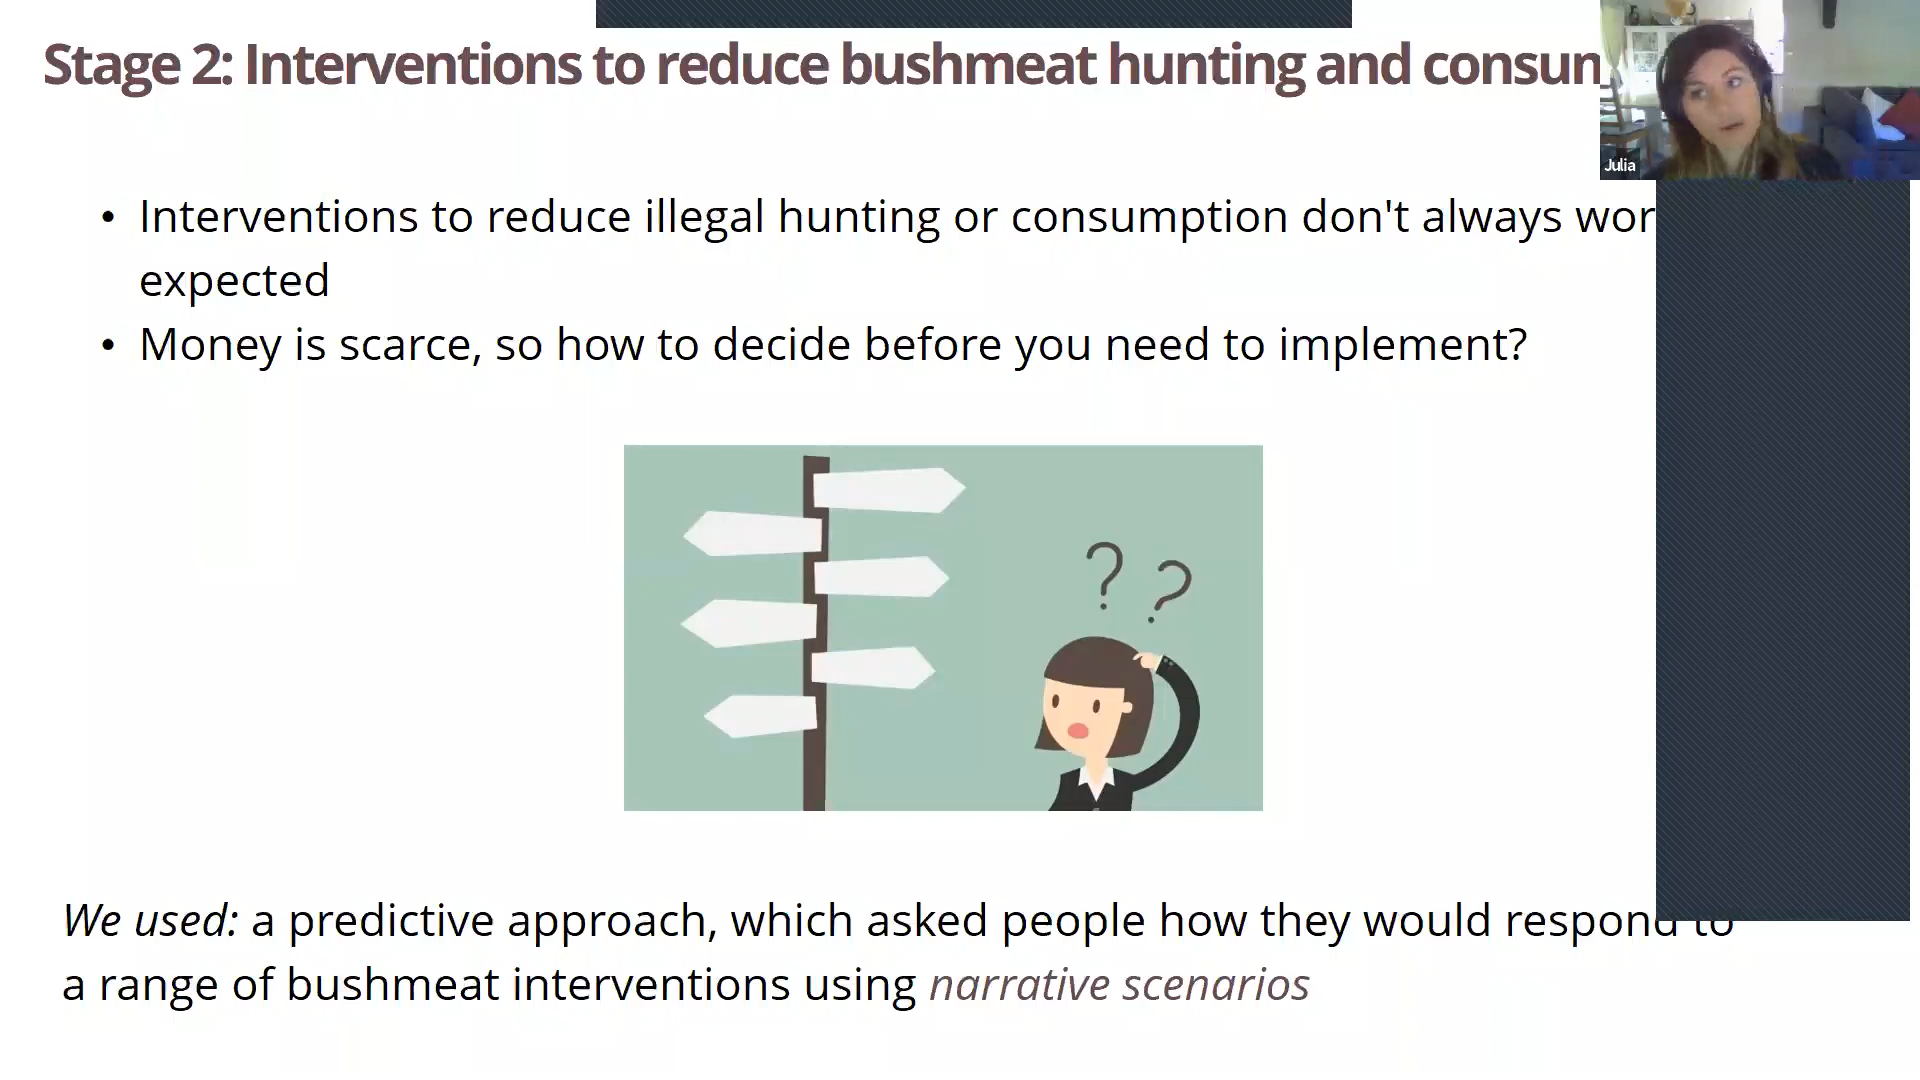 Stage 2: Interventions to reduce bushmeat hunting and consum
Julia
• Interventions to reduce illegal hunting or consumption don't always wor
expected
• Money is scarce, so how to decide before you need to implement?
? ?
We used: a predictive approach, which asked people how they would respond to
a range of bushmeat interventions using narrative scenarios